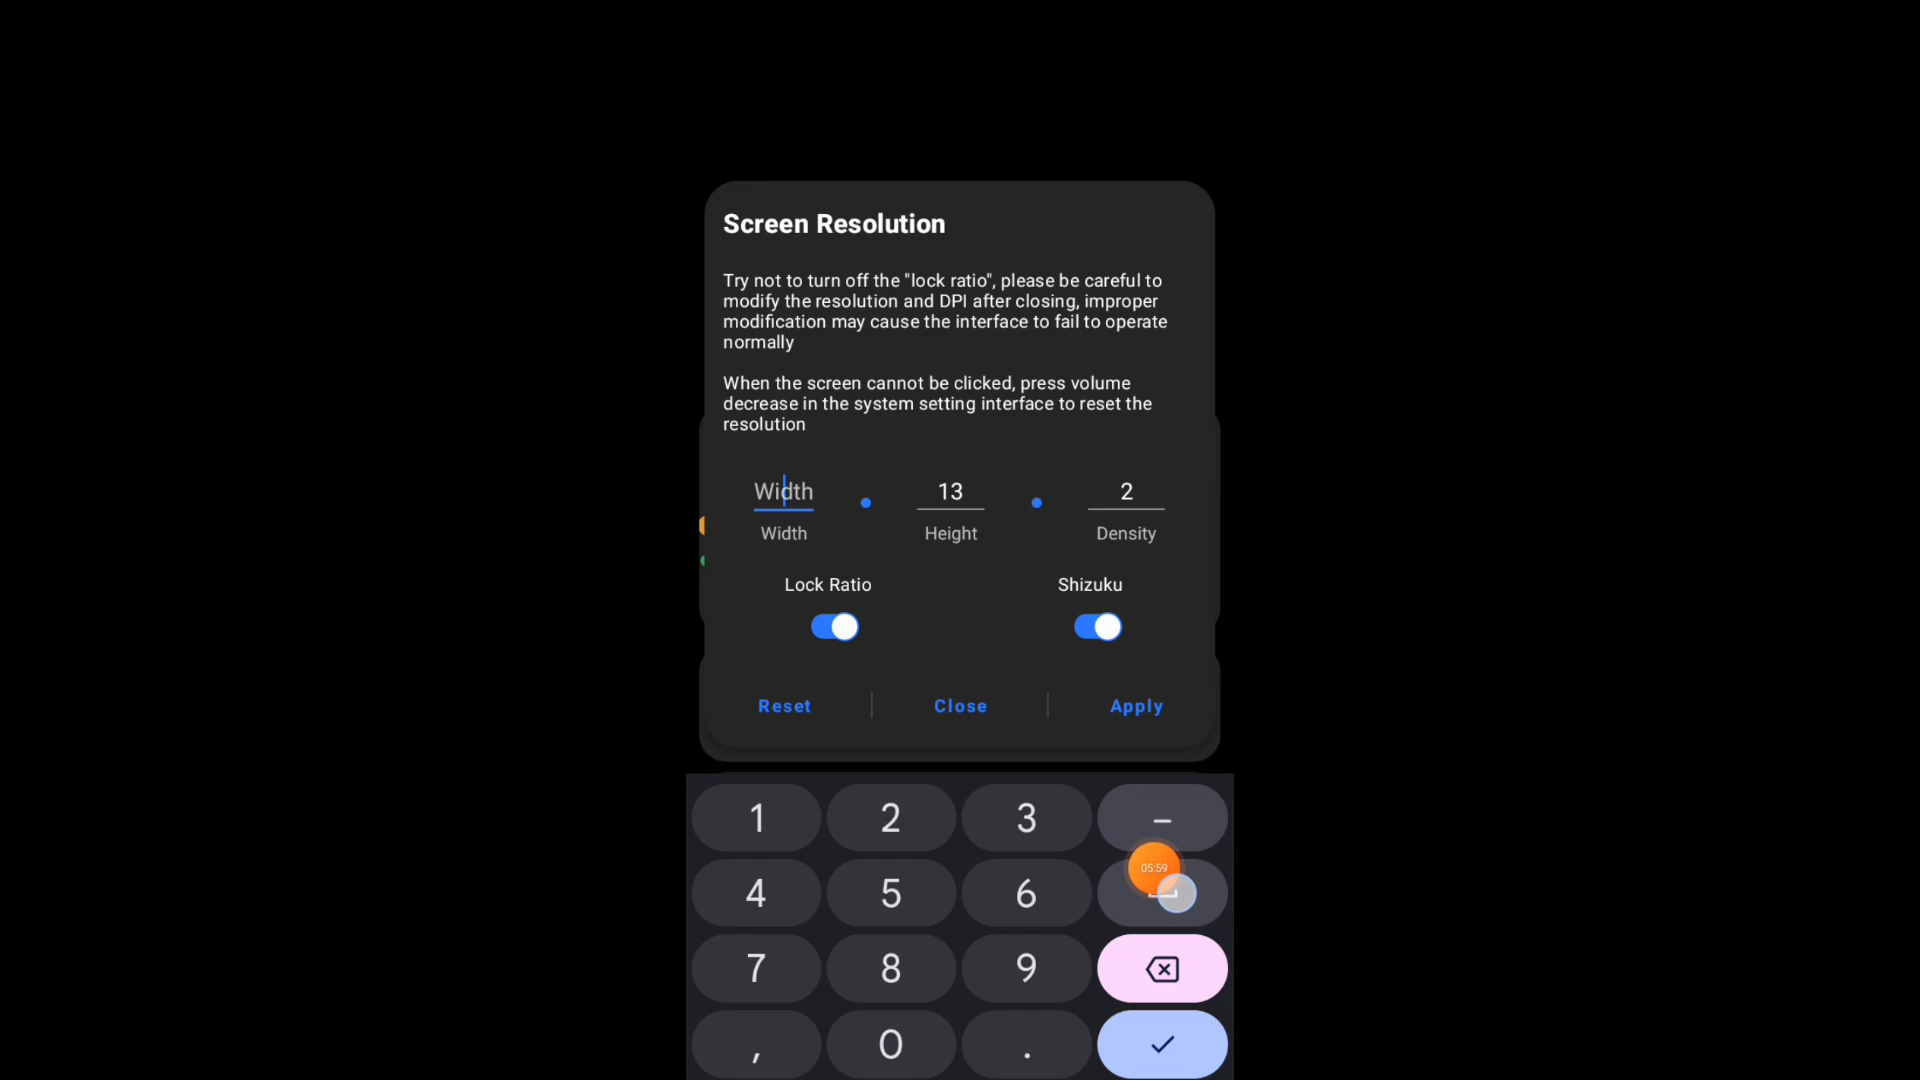 Screen Resolution
Try not to turn off the "lock ratio", please be careful to
modify the resolution and DPI after closing, improper
modification may cause the interface to fail to operate
normally
When the screen cannot be clicked, press volume
decrease in the system setting interface to reset the
resolution
Width 13 2
Width Height Density
Lock Ratio Shizuku
Reset Close Apply
1 2 3 –
05:59
4 5 6
7 8 9
, 0 .